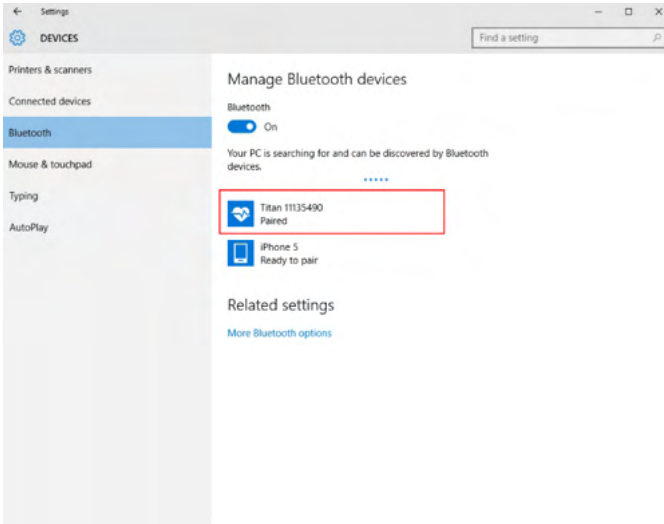 Settings
DEVICES
Find a setting
Printers & scanners
Connected devices
Bluetooth
Mouse & touchpad
Typing
AutoPlay
Manage Bluetooth devices
Bluetooth
On
Your PC is searching for and can be discovered by Bluetooth
devices.
Titan 11135490
Paired
iPhone 5
Ready to pair
Related settings
More Bluetooth options